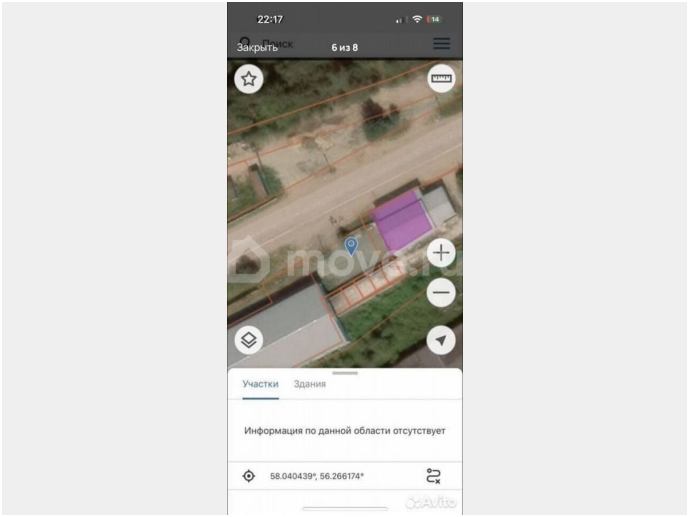 22:17
14
Поиск
Закрыть
6 из 8
move.ru
Участки
Здания
Информация по данной области отсутствует
58.040439°, 56.266174°
Avito